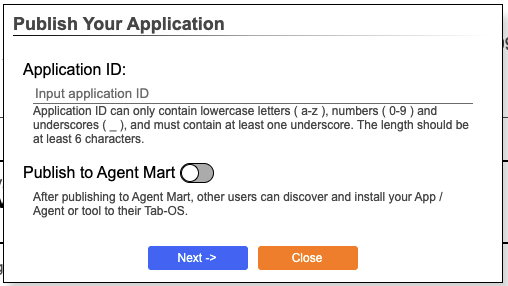 Publish Your Application
Application ID:
Input application ID
Application ID can only contain lowercase letters ( a-z ), numbers ( 0-9 ) and
underscores ( _ ), and must contain at least one underscore. The length should be
at least 6 characters.
Publish to Agent Mart
After publishing to Agent Mart, other users can discover and install your App /
Agent or tool to their Tab-OS.
Next ->
Close